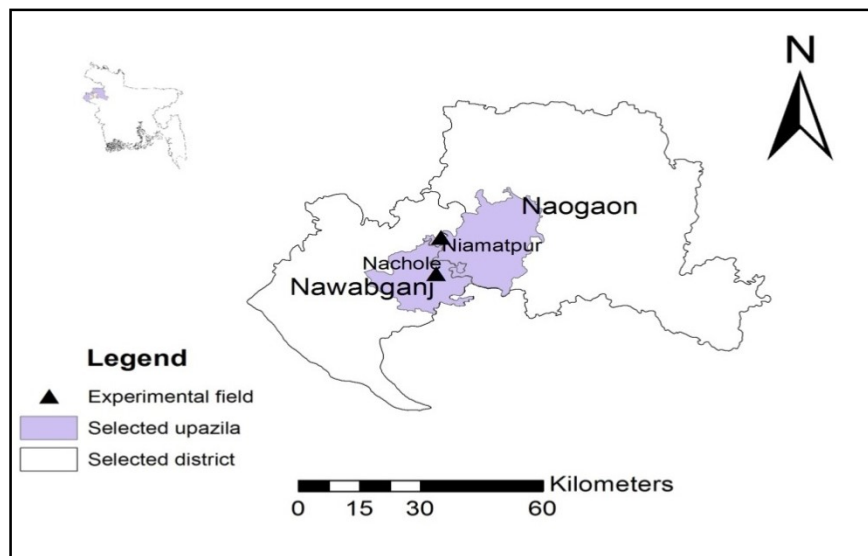 N
Naogaon
Niamatpur
Nachole
Nawabganj
Legend
Experimental field
Selected upazila
Selected district
Kilometers
0 15 30 60